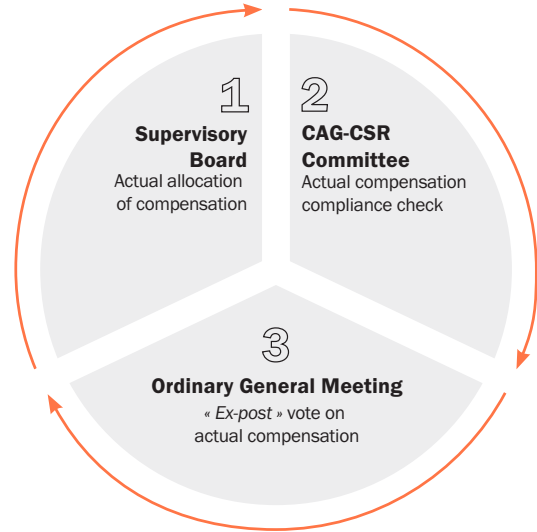 1
Supervisory
Board
Actual allocation
of compensation
2
CAG-CSR
Committee
Actual compensation
compliance check
3
Ordinary General Meeting
« Ex-post » vote on
actual compensation